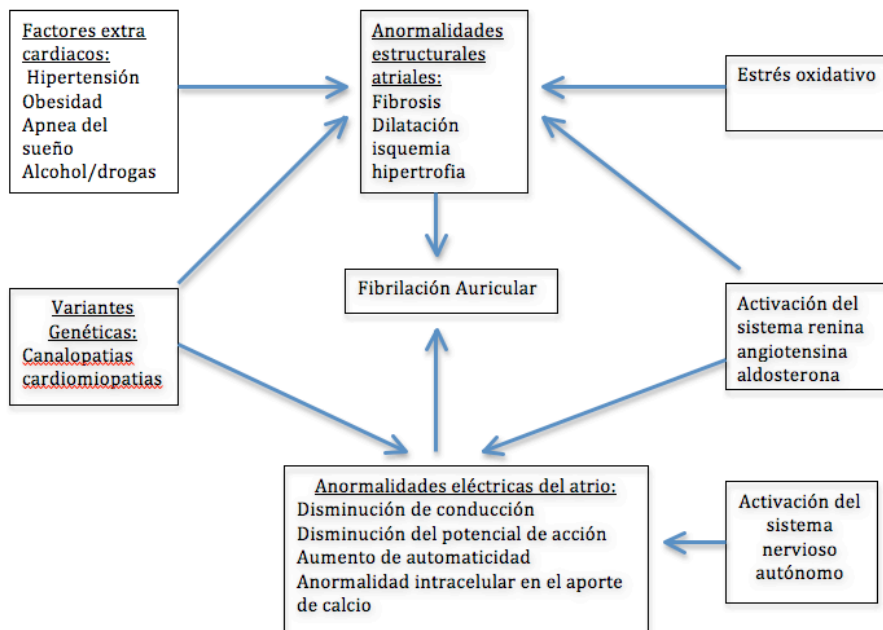 Factores extra
cardiacos:
Hipertensión
Obesidad
Apnea del
sueño
Alcohol/drogas
Anormalidades
estructurales
atriales:
Fibrosis
Dilatación
isquemia
hipertrofia
Estrés oxidativo
Variantes
Genéticas:
Canalopatias
cardiomiopatias
Fibrilación Auricular
Activación del
sistema renina
angiotensina
aldosterona
Anormalidades eléctricas del atrio:
Disminución de conducción
Disminución del potencial de acción
Aumento de automaticidad
Anormalidad intracelular en el aporte
de calcio
Activación del
sistema
nervioso
autónomo